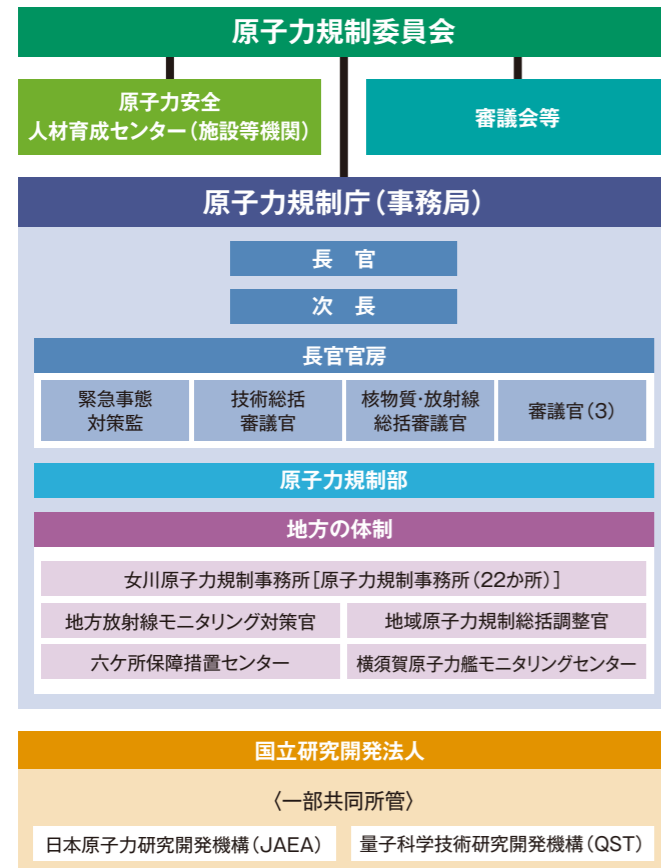 原子力規制委員会
原子力安全
人材育成センター(施設等機関)
審議会等
原子力規制庁(事務局)
長　官
次　長
長官官房
緊急事態
対策監
技術総括
審議官
核物質・放射線
総括審議官
審議官(3)
原子力規制部
地方の体制
女川原子力規制事務所[原子力規制事務所(22か所)]
地方放射線モニタリング対策官
地域原子力規制総括調整官
六ケ所保障措置センター
横須賀原子力艦モニタリングセンター
国立研究開発法人
〈一部共同所管〉
日本原子力研究開発機構(JAEA)
量子科学技術研究開発機構(QST)